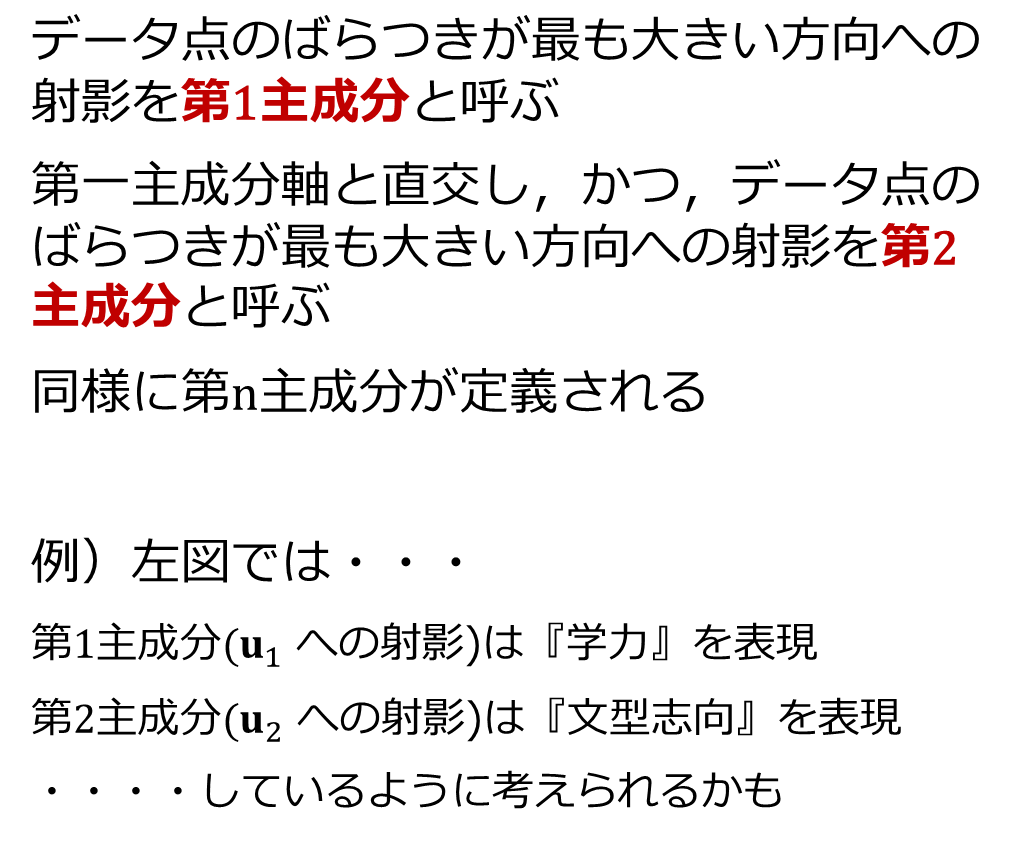 データ点のばらつきが最も大きい方向への
射影を第1主成分と呼ぶ
第一主成分軸と直交し，かつ，データ点の
ばらつきが最も大きい方向への射影を第2
主成分と呼ぶ
同様に第n主成分が定義される
例）左図では・・・
第1主成分(u₁ への射影)は『学力』を表現
第2主成分(u₂ への射影)は『文型志向』を表現
・・・・しているように考えられるかも